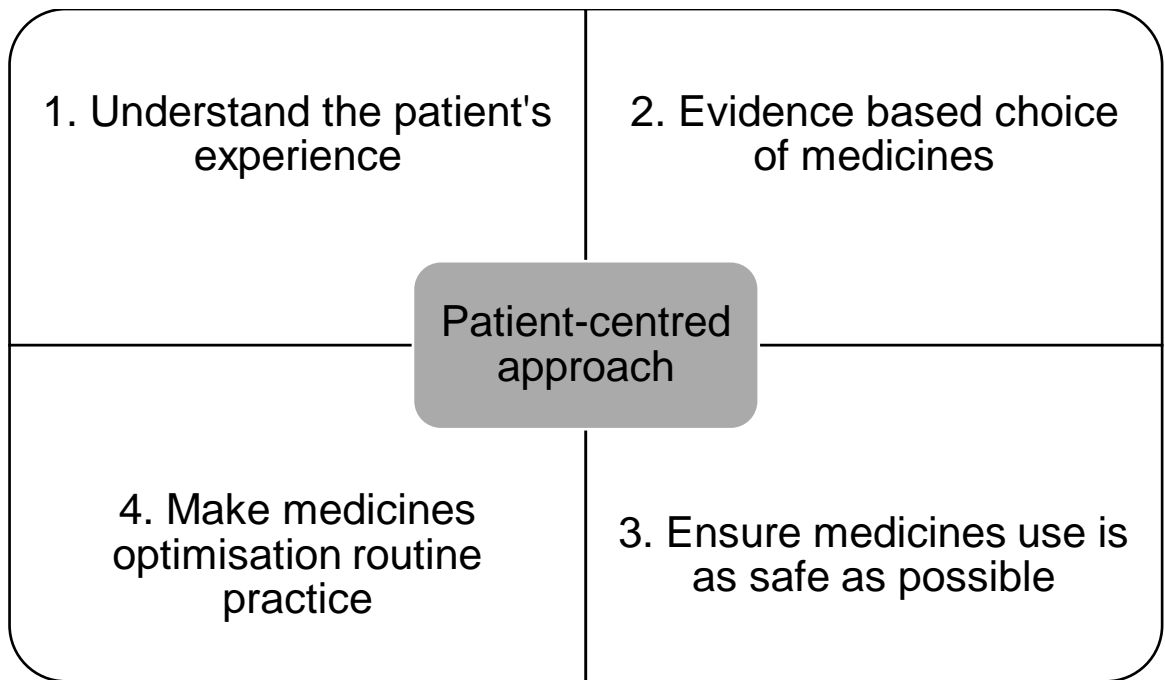 1. Understand the patient's
experience
2. Evidence based choice
of medicines
Patient-centred
approach
4. Make medicines
optimisation routine
practice
3. Ensure medicines use is
as safe as possible